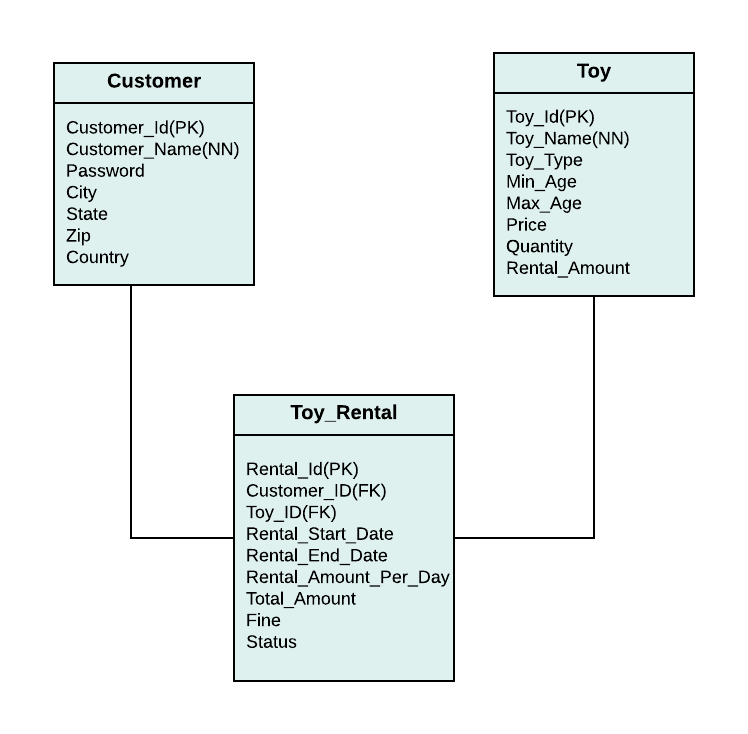 Customer
Customer_Id(PK)
Customer_Name(NN)
Password
City
State
Zip
Country
Toy
Toy_Id(PK)
Toy_Name(NN)
Toy_Type
Min_Age
Max_Age
Price
Quantity
Rental_Amount
Toy_Rental
Rental_Id(PK)
Customer_ID(FK)
Toy_ID(FK)
Rental_Start_Date
Rental_End_Date
Rental_Amount_Per_Day
Total_Amount
Fine
Status